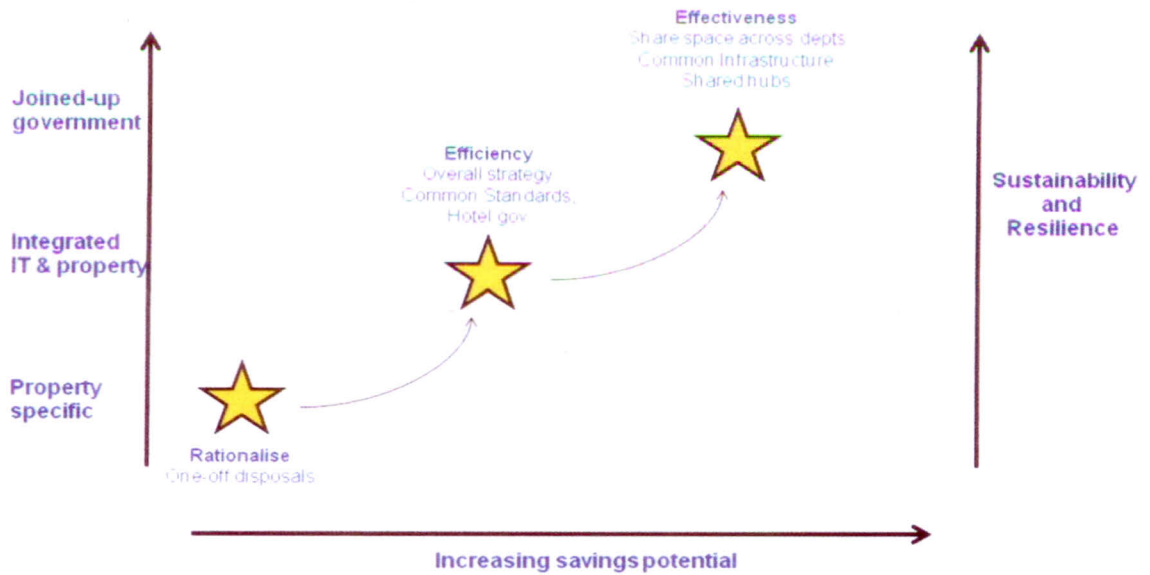 Effectiveness
Share space across depts
Common Infrastructure
Shared hubs
Joined-up
government
Efficiency
Overall strategy
Common Standards,
Hotel gov
Sustainability
and
Resilience
Integrated
IT & property
Property
specific
Rationalise
One-off disposals
Increasing savings potential